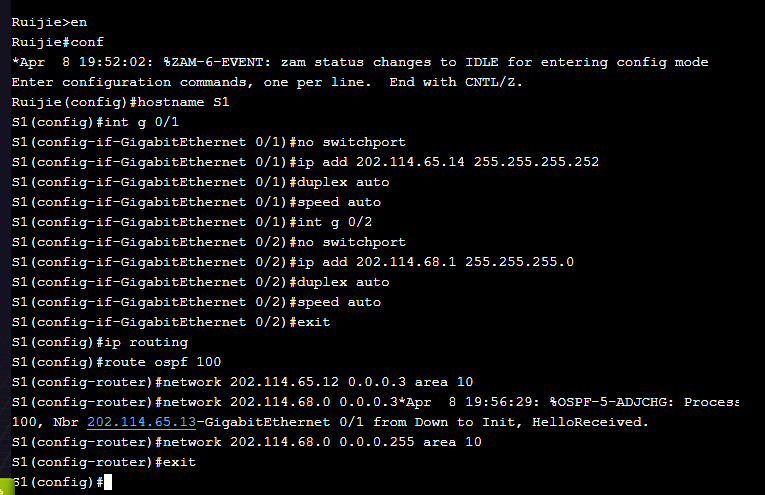 Ruijie>en
Ruijie#conf
*Apr  8 19:52:02: %ZAM-6-EVENT: zam status changes to IDLE for entering config mode
Enter configuration commands, one per line.  End with CNTL/Z.
Ruijie(config)#hostname S1
S1(config)#int g 0/1
S1(config-if-GigabitEthernet 0/1)#no switchport
S1(config-if-GigabitEthernet 0/1)#ip add 202.114.65.14 255.255.255.252
S1(config-if-GigabitEthernet 0/1)#duplex auto
S1(config-if-GigabitEthernet 0/1)#speed auto
S1(config-if-GigabitEthernet 0/1)#int g 0/2
S1(config-if-GigabitEthernet 0/2)#no switchport
S1(config-if-GigabitEthernet 0/2)#ip add 202.114.68.1 255.255.255.0
S1(config-if-GigabitEthernet 0/2)#duplex auto
S1(config-if-GigabitEthernet 0/2)#speed auto
S1(config-if-GigabitEthernet 0/2)#exit
S1(config)#ip routing
S1(config)#route ospf 100
S1(config-router)#network 202.114.65.12 0.0.0.3 area 10
S1(config-router)#network 202.114.68.0 0.0.0.3*Apr  8 19:56:29: %OSPF-5-ADJCHG: Process
100, Nbr 202.114.65.13-GigabitEthernet 0/1 from Down to Init, HelloReceived.
S1(config-router)#network 202.114.68.0 0.0.0.255 area 10
S1(config-router)#exit
S1(config)#